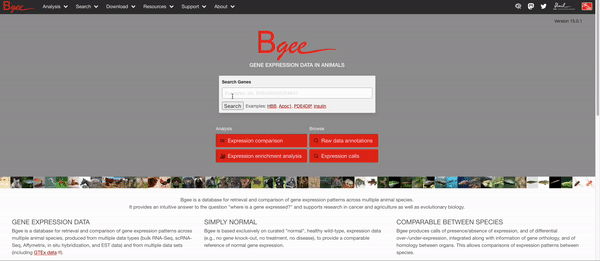 Bgee Analysis Search Download Resources Support About
Version 15.0.1
Bgee
GENE EXPRESSION DATA IN ANIMALS
Search Genes
Search Examples: HBB, Apoc1, PDE4DIP, insulin
Analysis Browse
Expression comparison Raw data annotations
Expression enrichment analysis Expression calls
Bgee is a database for retrieval and comparison of gene expression patterns across multiple animal species.
It provides an intuitive answer to the question "where is a gene expressed?" and supports research in cancer and agriculture as well as evolutionary biology.
GENE EXPRESSION DATA
Bgee is a database for retrieval and comparison of gene expression patterns across
multiple animal species, produced from multiple data types (bulk RNA-Seq, scRNA-
Seq, Affymetrix, in situ hybridization, and EST data) and from multiple data sets
(including GTEx data
SIMPLY NORMAL
Bgee is based exclusively on curated "normal", healthy wild-type, expression data
(e.g., no gene knock-out, no treatment, no disease), to provide a comparable
reference of normal gene expression.
COMPARABLE BETWEEN SPECIES
Bgee produces calls of presence/absence of expression, and of differential
over-/under-expression, integrated along with information of gene orthology, and of
homology between organs. This allows comparisons of expression patterns between
species.